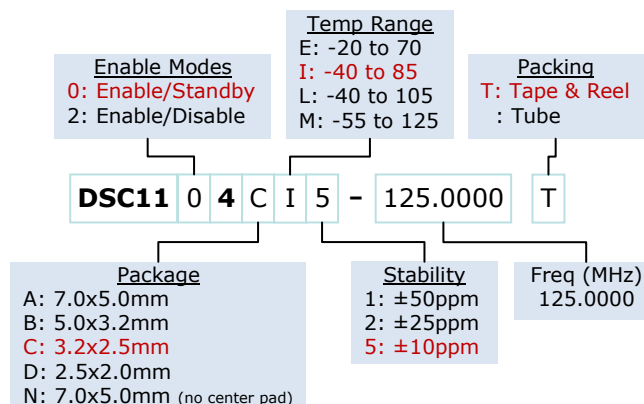 Temp Range
E: -20 to 70
I: -40 to 85
L: -40 to 105
M: -55 to 125
Enable Modes
0: Enable/Standby
2: Enable/Disable
Packing
T: Tape & Reel
: Tube
DSC11 0 4 C I 5 - 125.0000 T
Package
A: 7.0x5.0mm
B: 5.0x3.2mm
C: 3.2x2.5mm
D: 2.5x2.0mm
N: 7.0x5.0mm (no center pad)
Stability
1: ±50ppm
2: ±25ppm
5: ±10ppm
Freq (MHz)
125.0000